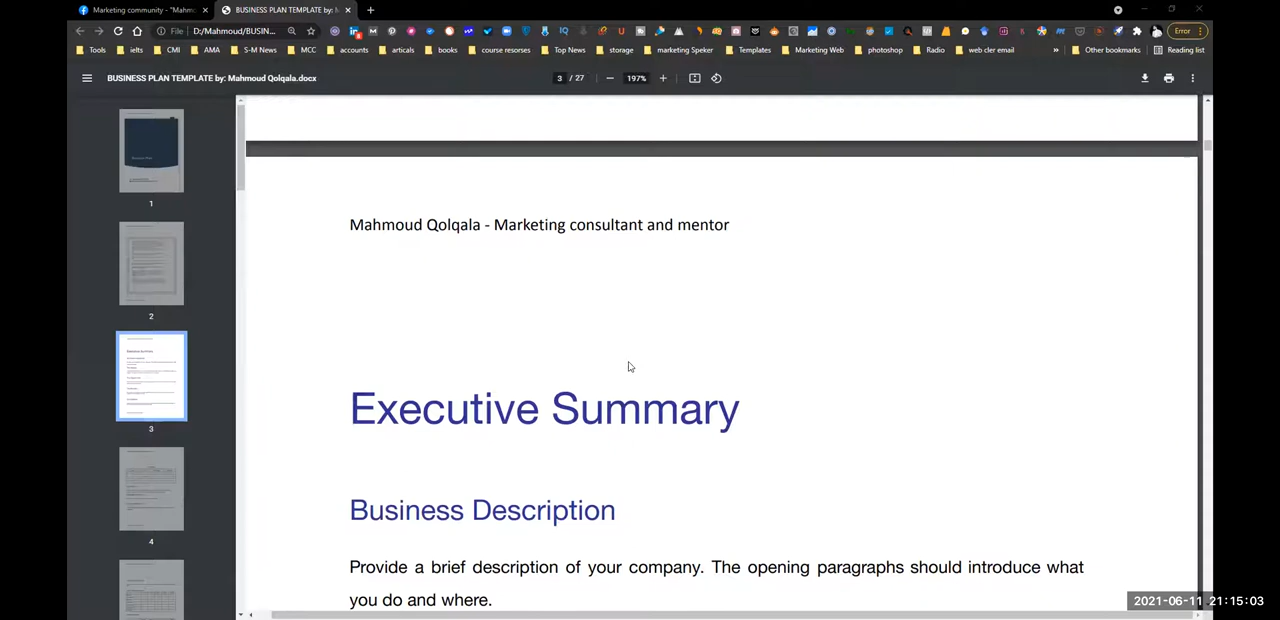 Marketing community - "Mahm
BUSINESS PLAN TEMPLATE by: M
File
D:/Mahmoud/BUSIN...
Error
Tools
ielts
CMI
AMA
S-M News
MCC
accounts
articals
books
course resorses
Top News
storage
marketing Speker
Templates
Marketing Web
photoshop
Radio
web cler email
Other bookmarks
Reading list
BUSINESS PLAN TEMPLATE by: Mahmoud Qolqala.docx
3 / 27
197%
1
2
3
4
Mahmoud Qolqala - Marketing consultant and mentor
Executive Summary
Business Description
Provide a brief description of your company. The opening paragraphs should introduce what
you do and where.
2021-06-11 21:15:03